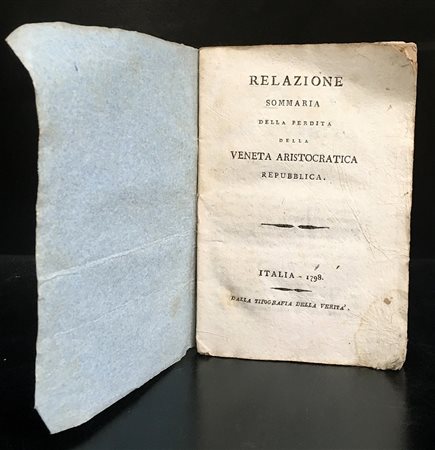 RELAZIONE
SOMMARIA
DELLA PERDITA
DELLA
VENETA ARISTOCRATICA
REPUBBLICA.
ITALIA - 1798.
DALLA TIPOGRAFIA DELLA VERITA'.